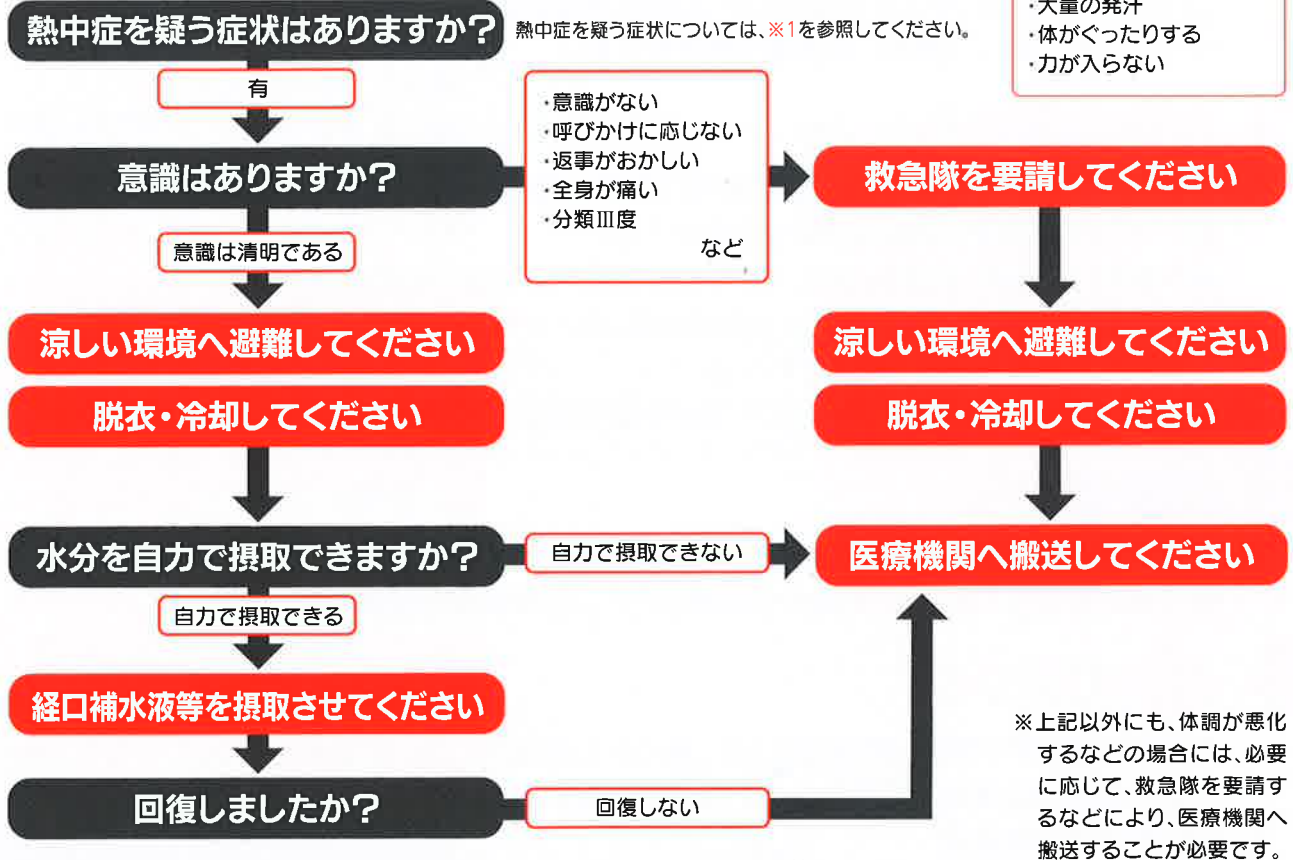 ・大量の発汗
・体がぐったりする
・力が入らない
熱中症を疑う症状はありますか？
熱中症を疑う症状については、※1を参照してください。
有
意識はありますか？
・意識がない
・呼びかけに応じない
・返事がおかしい
・全身が痛い
・分類Ⅲ度
など
救急隊を要請してください
意識は清明である
涼しい環境へ避難してください
脱衣・冷却してください
涼しい環境へ避難してください
脱衣・冷却してください
水分を自力で摂取できますか？
自力で摂取できない
医療機関へ搬送してください
自力で摂取できる
経口補水液等を摂取させてください
回復しましたか？
回復しない
※上記以外にも、体調が悪化
するなどの場合には、必要
に応じて、救急隊を要請す
るなどにより、医療機関へ
搬送することが必要です。